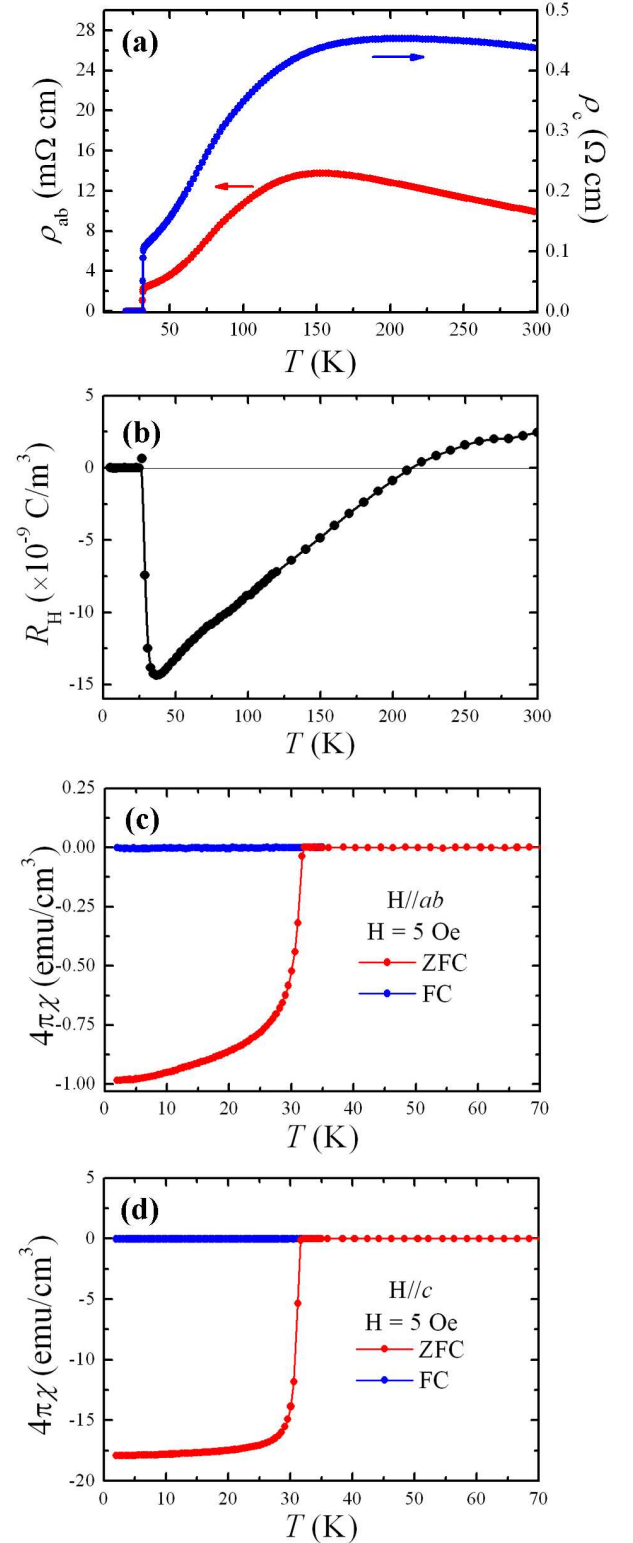 (a)
28
24
20
16
12
8
4
0
ρab (mΩ cm)
0.5
0.4
0.3
0.2
0.1
0.0
ρc (Ω cm)
50 100 150 200 250 300
T (K)
(b)
5
0
-5
-10
-15
RH (×10-9 C/m3)
0 50 100 150 200 250 300
T (K)
(c)
0.25
0.00
-0.25
-0.50
-0.75
-1.00
4πχ (emu/cm3)
H//ab
H = 5 Oe
ZFC
FC
0 10 20 30 40 50 60 70
T (K)
(d)
5
0
-5
-10
-15
-20
4πχ (emu/cm3)
H//c
H = 5 Oe
ZFC
FC
0 10 20 30 40 50 60 70
T (K)